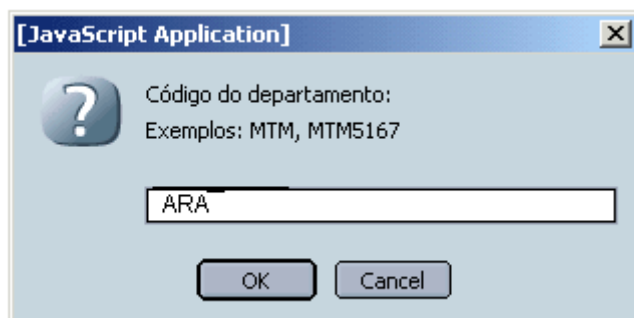 [JavaScript Application]
Código do departamento:
Exemplos: MTM, MTM5167
ARA
OK
Cancel